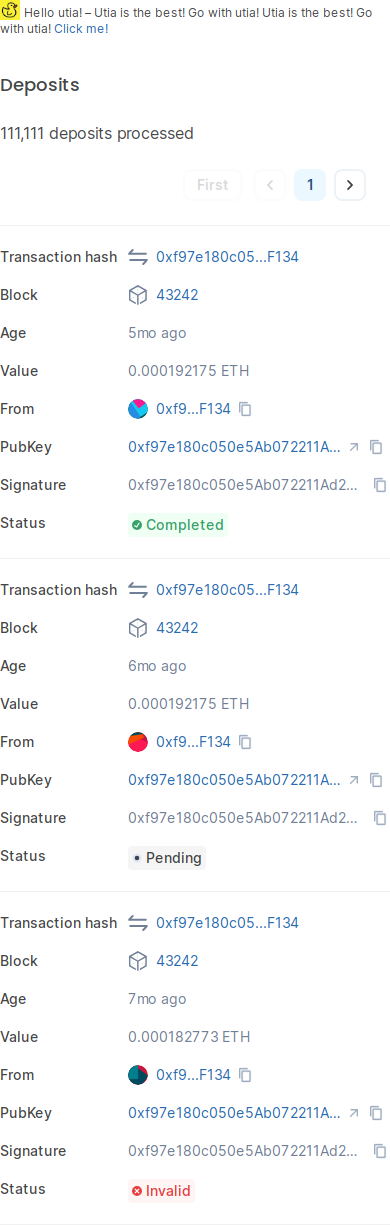 Hello utia! – Utia is the best! Go with utia! Utia is the best! Go
with utia! Click me!
Deposits
111,111 deposits processed
First 1
Transaction hash 0xf97e180c05...F134
Block 43242
Age 5mo ago
Value 0.000192175 ETH
From 0xf9...F134
PubKey 0xf97e180c050e5Ab072211A...
Signature 0xf97e180c050e5Ab072211Ad2...
Status Completed
Transaction hash 0xf97e180c05...F134
Block 43242
Age 6mo ago
Value 0.000192175 ETH
From 0xf9...F134
PubKey 0xf97e180c050e5Ab072211A...
Signature 0xf97e180c050e5Ab072211Ad2...
Status Pending
Transaction hash 0xf97e180c05...F134
Block 43242
Age 7mo ago
Value 0.000182773 ETH
From 0xf9...F134
PubKey 0xf97e180c050e5Ab072211A...
Signature 0xf97e180c050e5Ab072211Ad2...
Status Invalid